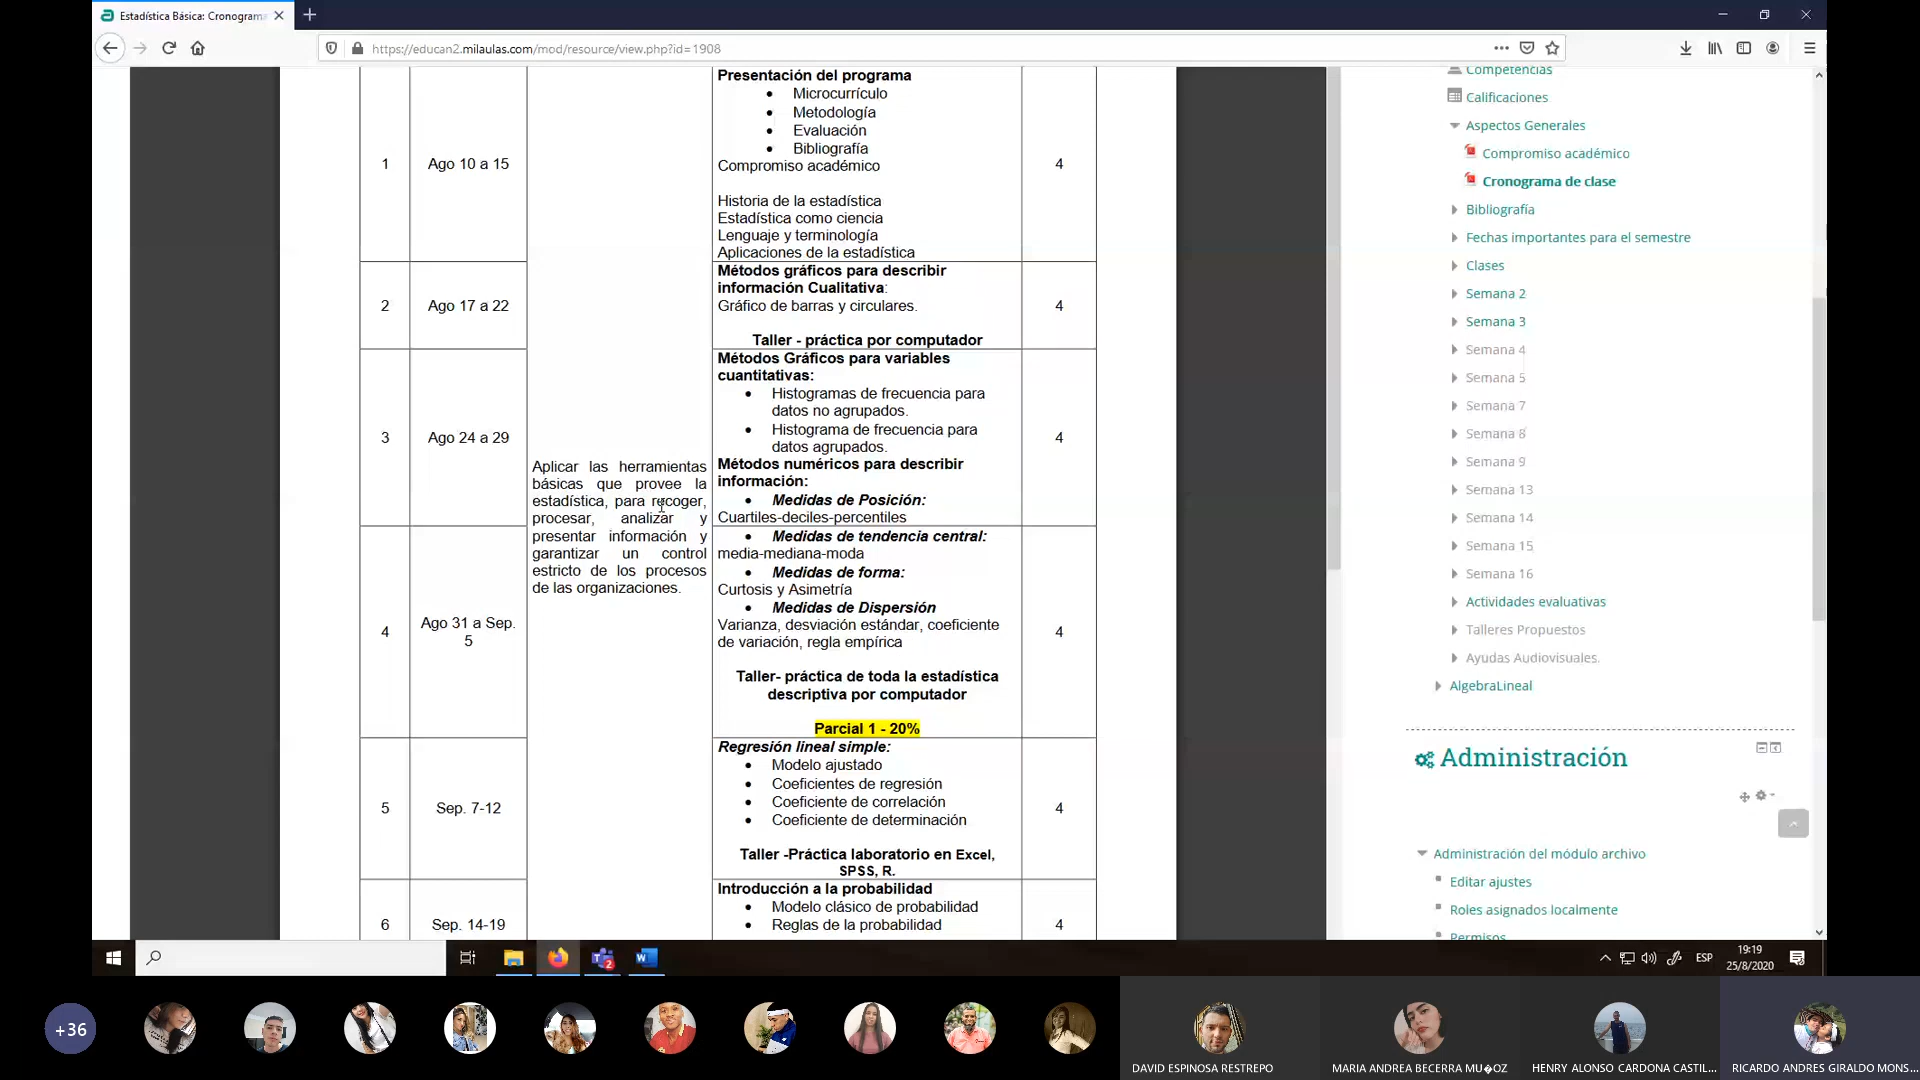 Estadística Básica: Cronograma
https://educan2.milaulas.com/mod/resource/view.php?id=1908
Presentación del programa
• Microcurrículo
• Metodología
• Evaluación
• Bibliografía
Compromiso académico
1
Ago 10 a 15
4
Historia de la estadística
Estadística como ciencia
Lenguaje y terminología
Aplicaciones de la estadística
Métodos gráficos para describir
información Cualitativa:
2
Ago 17 a 22
Gráfico de barras y circulares.
4
Taller - práctica por computador
Métodos Gráficos para variables
cuantitativas:
• Histogramas de frecuencia para
datos no agrupados.
• Histograma de frecuencia para
datos agrupados.
3
Ago 24 a 29
4
Métodos numéricos para describir
información:
• Medidas de Posición:
Cuartiles-deciles-percentiles
Aplicar las herramientas
básicas que provee la
estadística, para recoger,
procesar, analizar y
presentar información y
garantizar un control
estricto de los procesos
de las organizaciones.
• Medidas de tendencia central:
media-mediana-moda
• Medidas de forma:
Curtosis y Asimetría
• Medidas de Dispersión
Varianza, desviación estándar, coeficiente
de variación, regla empírica
4
Ago 31 a Sep.
5
4
Taller- práctica de toda la estadística
descriptiva por computador
Parcial 1 - 20%
Regresión lineal simple:
• Modelo ajustado
• Coeficientes de regresión
• Coeficiente de correlación
• Coeficiente de determinación
5
Sep. 7-12
4
Taller -Práctica laboratorio en Excel,
SPSS, R.
Introducción a la probabilidad
• Modelo clásico de probabilidad
• Reglas de la probabilidad
6
Sep. 14-19
4
Competencias
Calificaciones
Aspectos Generales
Compromiso académico
Cronograma de clase
Bibliografía
Fechas importantes para el semestre
Clases
Semana 2
Semana 3
Semana 4
Semana 5
Semana 7
Semana 8
Semana 9
Semana 13
Semana 14
Semana 15
Semana 16
Actividades evaluativas
Talleres Propuestos
Ayudas Audiovisuales.
AlgebraLineal
Administración
Administración del módulo archivo
Editar ajustes
Roles asignados localmente
Permisos
ESP
19:19
25/8/2020
+36
DAVID ESPINOSA RESTREPO
MARIA ANDREA BECERRA MU�OZ
HENRY ALONSO CARDONA CASTIL...
RICARDO ANDRES GIRALDO MONS...